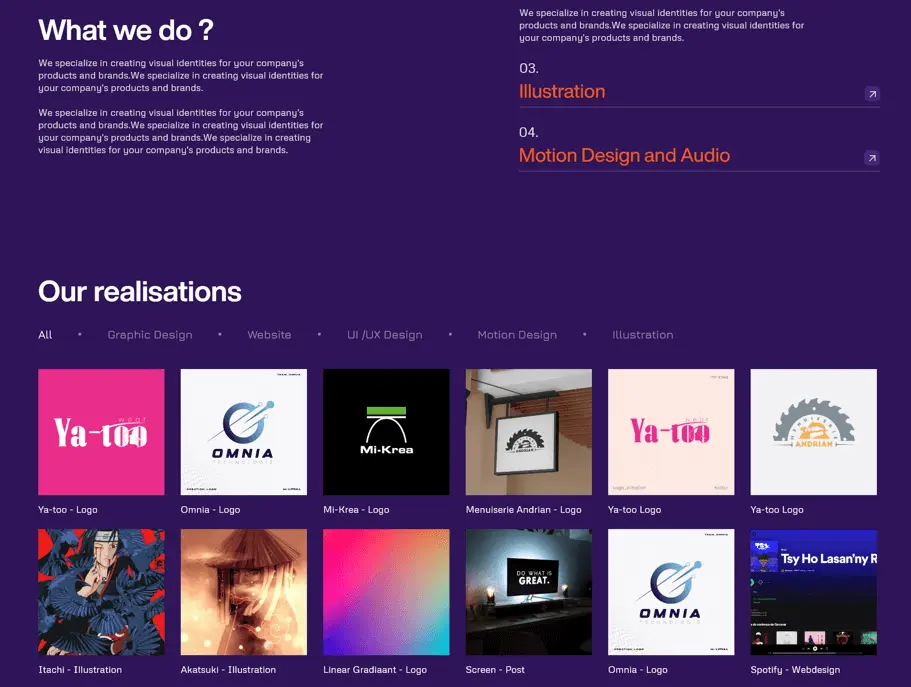 What we do ?
We specialize in creating visual identities for your company's
products and brands.We specialize in creating visual identities for
your company's products and brands.
We specialize in creating visual identities for your company's
products and brands.We specialize in creating visual identities for
your company's products and brands.We specialize in creating
visual identities for your company's products and brands.
We specialize in creating visual identities for your company's
products and brands.We specialize in creating visual identities for
your company's products and brands.
03.
Illustration
04.
Motion Design and Audio
Our realisations
All • Graphic Design • Website • UI /UX Design • Motion Design • Illustration
Ya-too
wear
OMNIA
TECHNOLOGIE
Mi-Krea
ANDRIAN
Ya-too
wear
MENUISERIE
ANDRIAN
Ya-too - Logo
Omnia - Logo
Mi-Krea - Logo
Menuiserie Andrian - Logo
Ya-too Logo
Ya-too Logo
DO WHAT IS
GREAT.
OMNIA
TECHNOLOGIE
Tsy Ho Lasan'ny R
Itachi - Illustration
Akatsuki - Illustration
Linear Gradiaant - Logo
Screen - Post
Omnia - Logo
Spotify - Webdesign